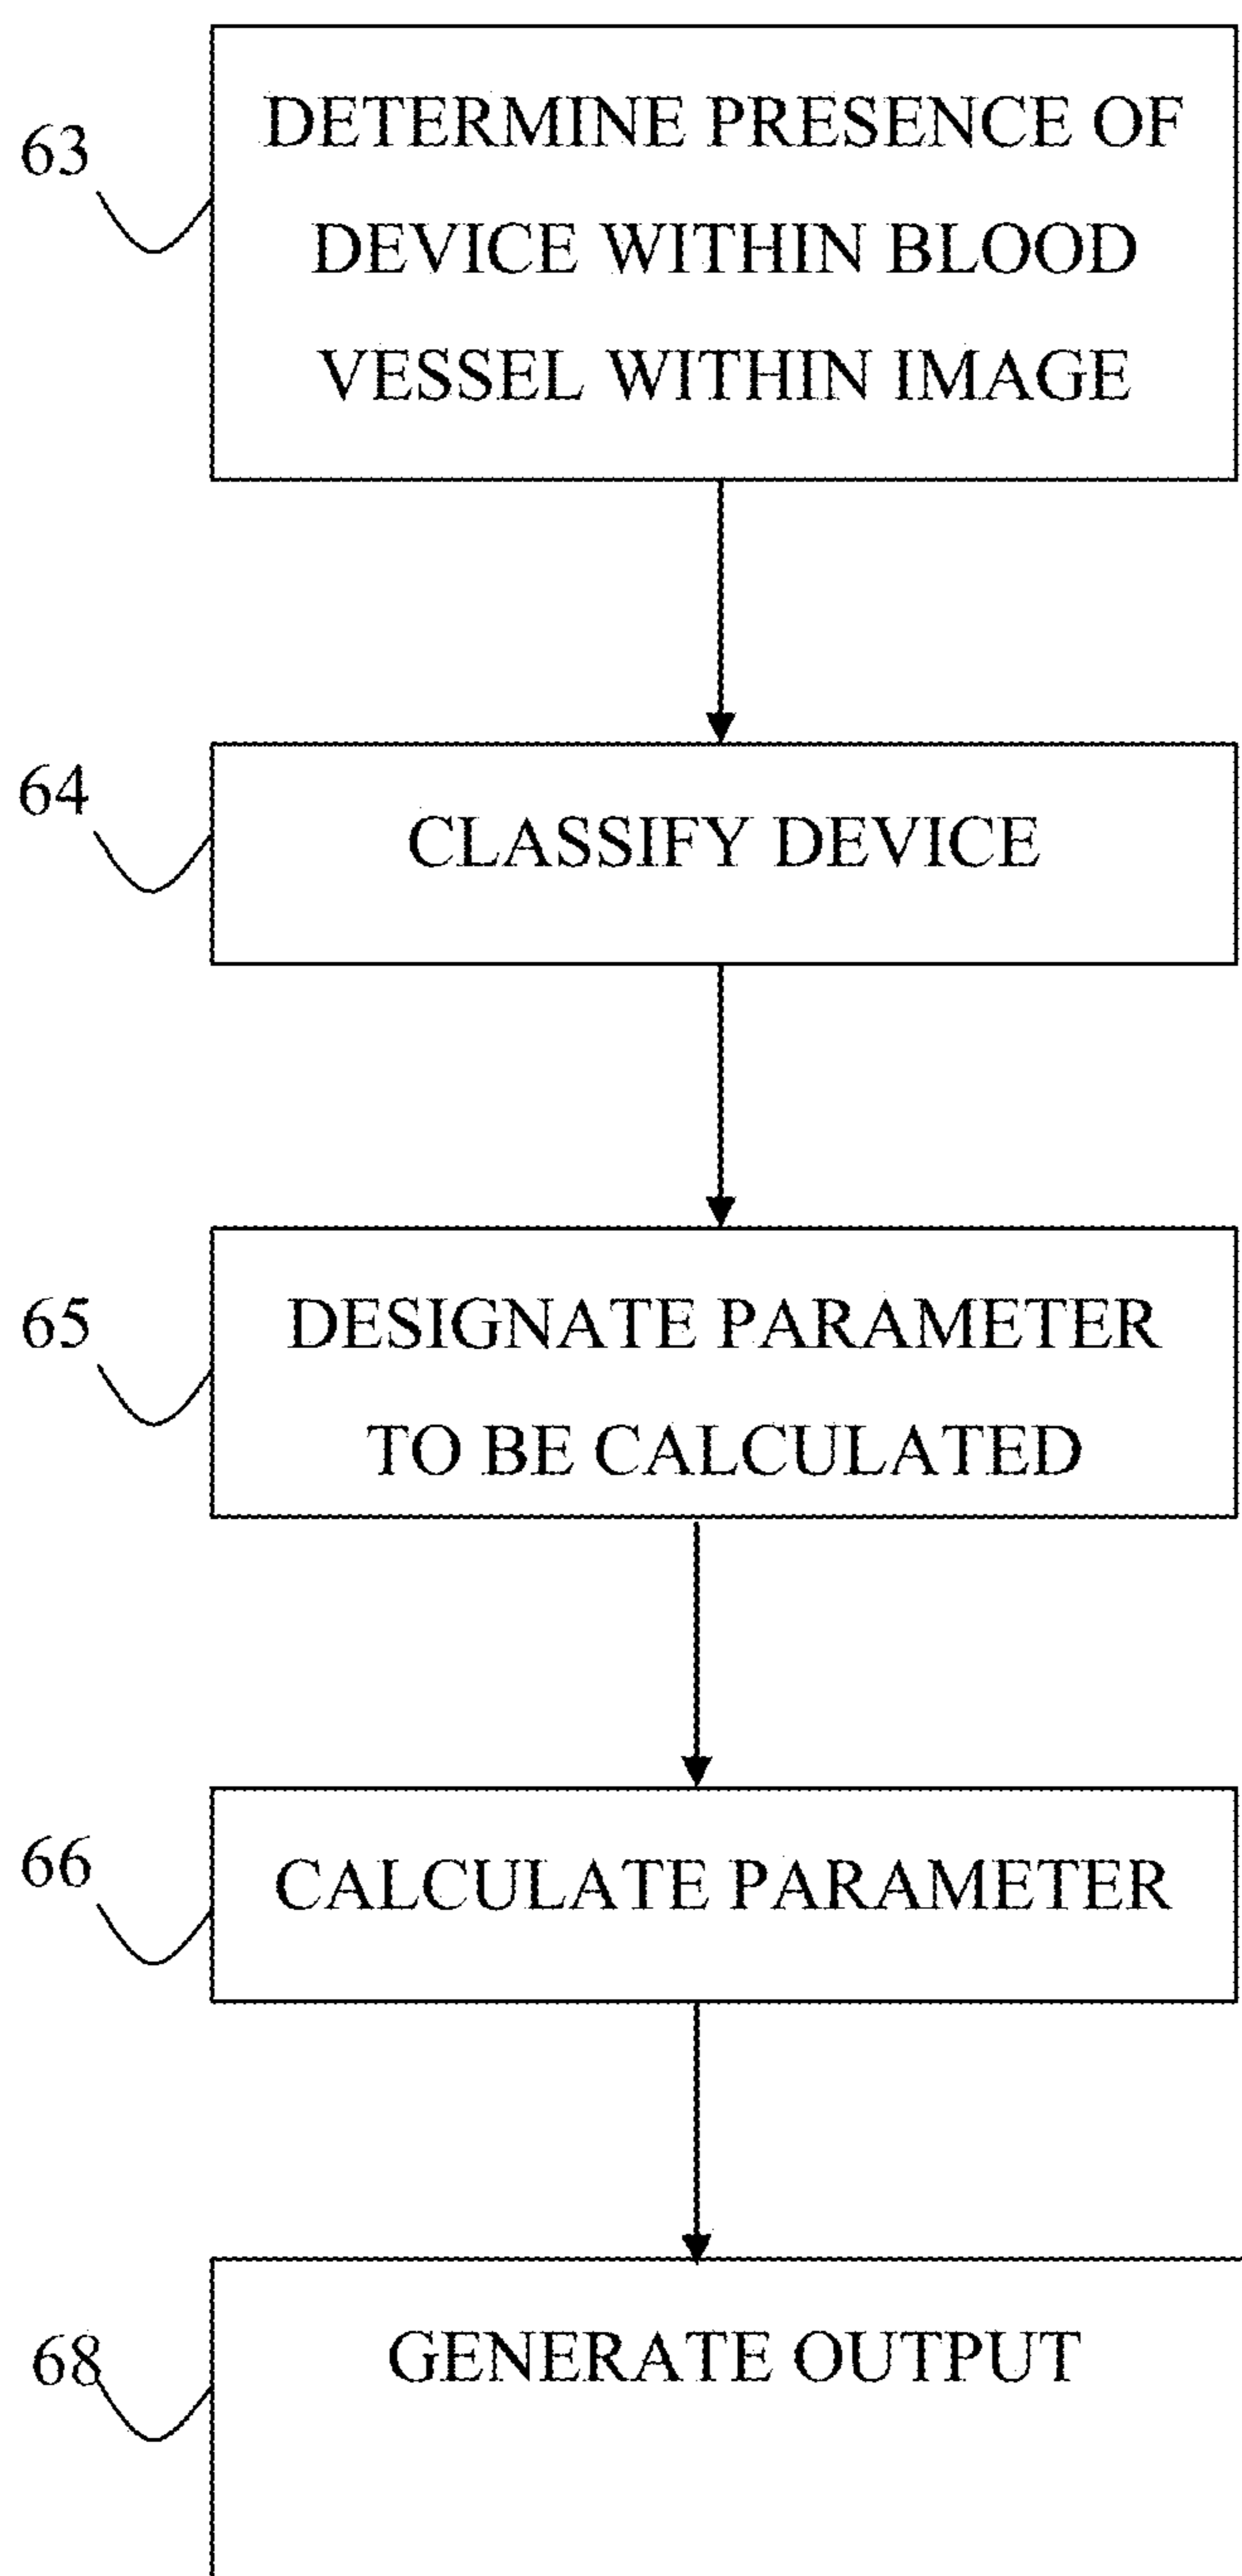 63
DETERMINE PRESENCE OF
DEVICE WITHIN BLOOD
VESSEL WITHIN IMAGE
64
CLASSIFY DEVICE
65
DESIGNATE PARAMETER
TO BE CALCULATED
66
CALCULATE PARAMETER
68
GENERATE OUTPUT